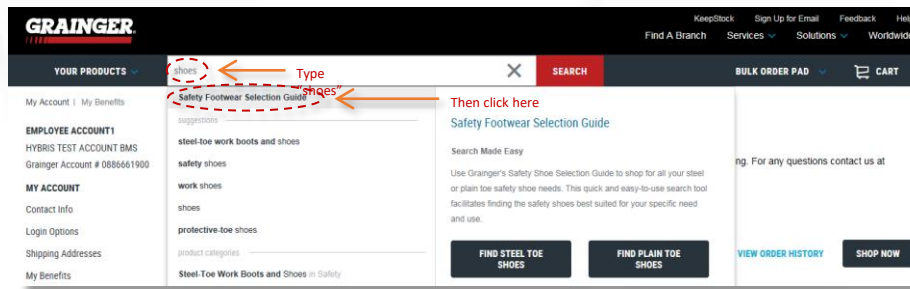 GRAINGER.
KeepStock Sign Up for Email Feedback Help
Find A Branch Services Solutions Worldwide
YOUR PRODUCTS
shoes
SEARCH
BULK ORDER PAD
CART
Type
"shoes"
My Account | My Benefits
Safety Footwear Selection Guide
Then click here
suggestions
Safety Footwear Selection Guide
EMPLOYEE ACCOUNT1
HYBRIS TEST ACCOUNT BMS
Grainger Account # 0886661900
steel-toe work boots and shoes
Search Made Easy
safety shoes
ng. For any questions contact us at
MY ACCOUNT
work shoes
Use Grainger's Safety Shoe Selection Guide to shop for all your steel
or plain toe safety shoe needs. This quick and easy-to-use search tool
facilitates finding the safety shoes best suited for your specific need
and use.
Contact Info
shoes
Login Options
protective-toe shoes
Shipping Addresses
product categories
FIND STEEL TOE
SHOES
FIND PLAIN TOE
SHOES
VIEW ORDER HISTORY
SHOP NOW
My Benefits
Steel-Toe Work Boots and Shoes in Safety